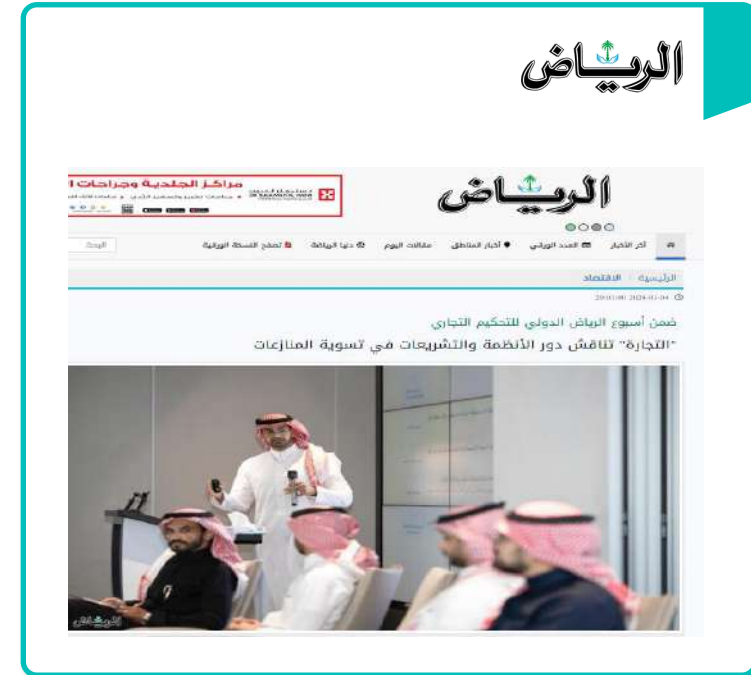 الرياض
مراكز الجلدية وجراحات ا
الرياض
آخر الأخبار العدد الورقي أخبار المناطق مقالات اليوم دنيا الرياضة تصفح النسخة الورقية
البحث
الرئيسية الاقتصاد
ضمن أسبوع الرياض الدولي للتحكيم التجاري
"التجارة" تناقش دور الأنظمة والتشريعات في تسوية المنازعات
الرياض